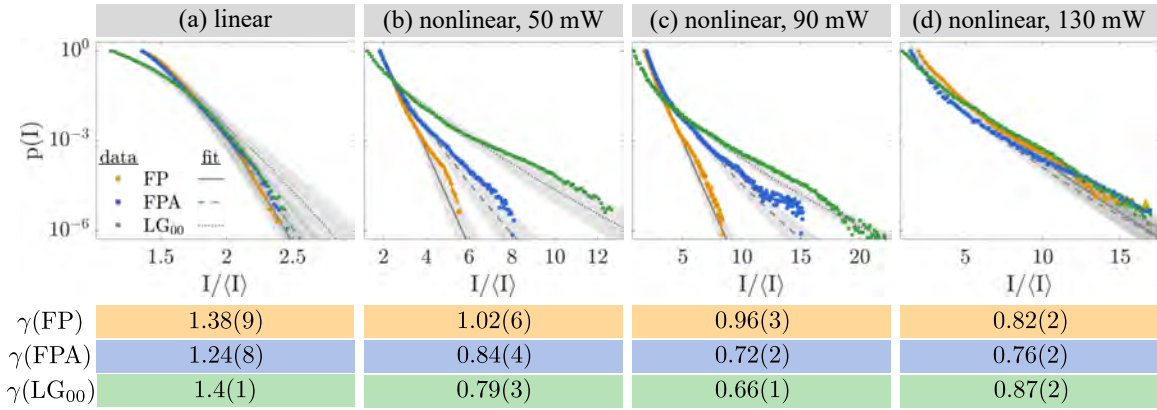 (a) linear (b) nonlinear, 50 mW (c) nonlinear, 90 mW (d) nonlinear, 130 mW
10⁰
10⁻³
10⁻⁶
p(I)
data fit
FP
FPA
LG₀₀
1.5 2 2.5 2 4 6 8 10 12 5 10 15 20 5 10 15
I/⟨I⟩ I/⟨I⟩ I/⟨I⟩ I/⟨I⟩
γ(FP) 1.38(9) 1.02(6) 0.96(3) 0.82(2)
γ(FPA) 1.24(8) 0.84(4) 0.72(2) 0.76(2)
γ(LG₀₀) 1.4(1) 0.79(3) 0.66(1) 0.87(2)